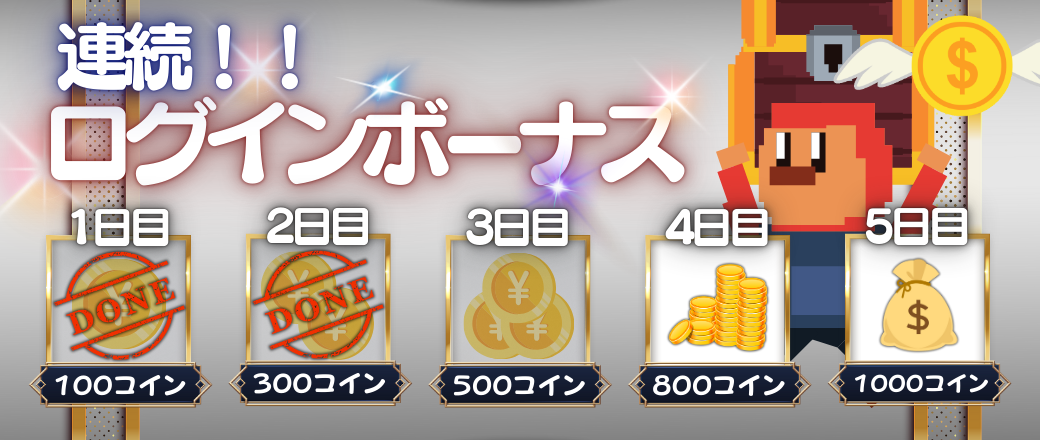 連続！！
ログインボーナス
1日目 2日目 3日目 4日目 5日目
DONE DONE ¥ ¥ ¥ $
100コイン 300コイン 500コイン 800コイン 1000コイン
$